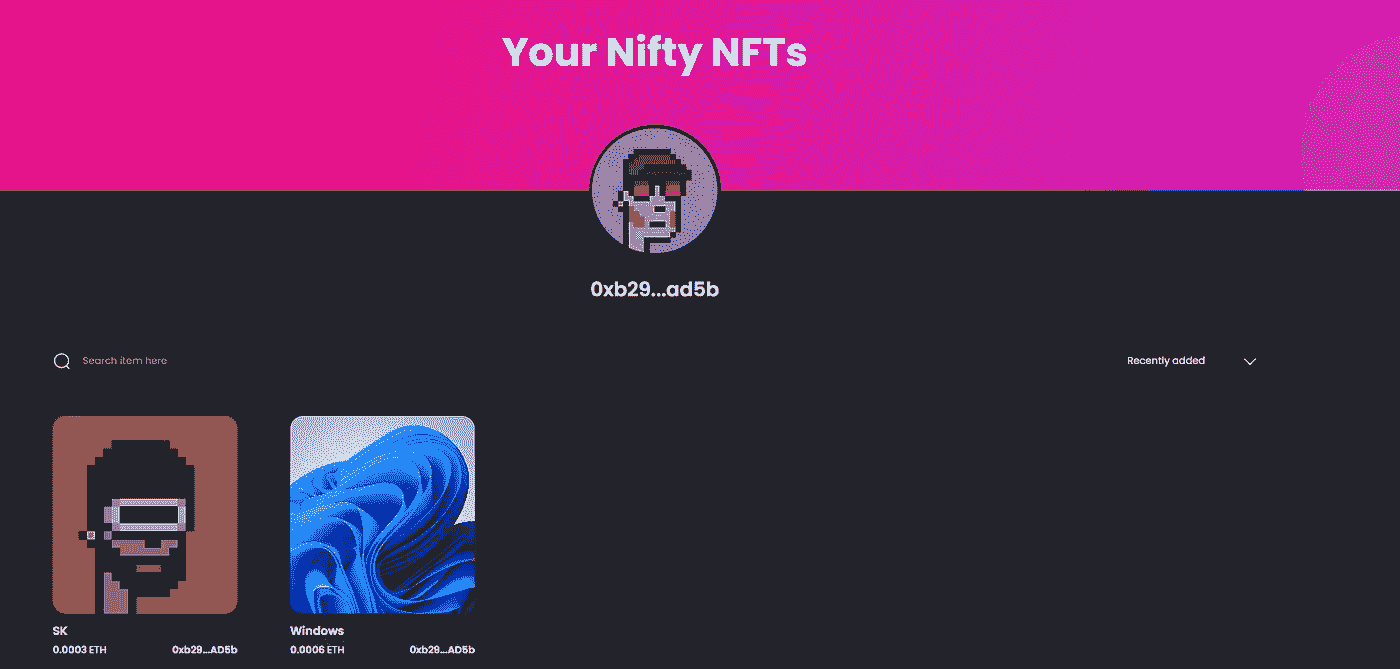 Your Nifty NFTs
0xb29...ad5b
Search item here
Recently added
SK
0.0003 ETH
0xb29...AD5b
Windows
0.0006 ETH
0xb29...AD5b